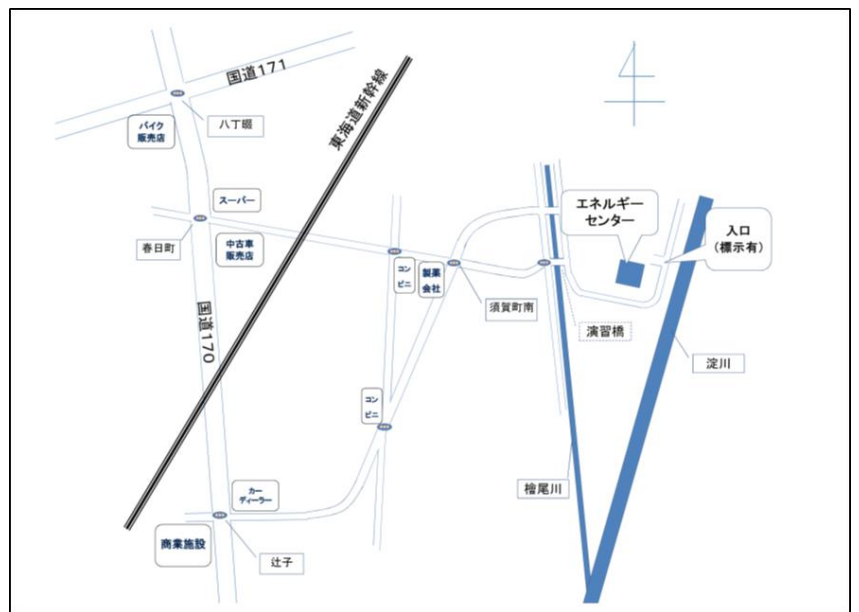 国道171
東海道新幹線
バイク
販売店
八丁畷
スーパー
春日町
中古車
販売店
コン
ビニ
製薬
会社
須賀町南
エネルギー
センター
入口
(標示有)
演習橋
淀川
国道170
コン
ビニ
カー
ディーラー
檜尾川
商業施設
辻子